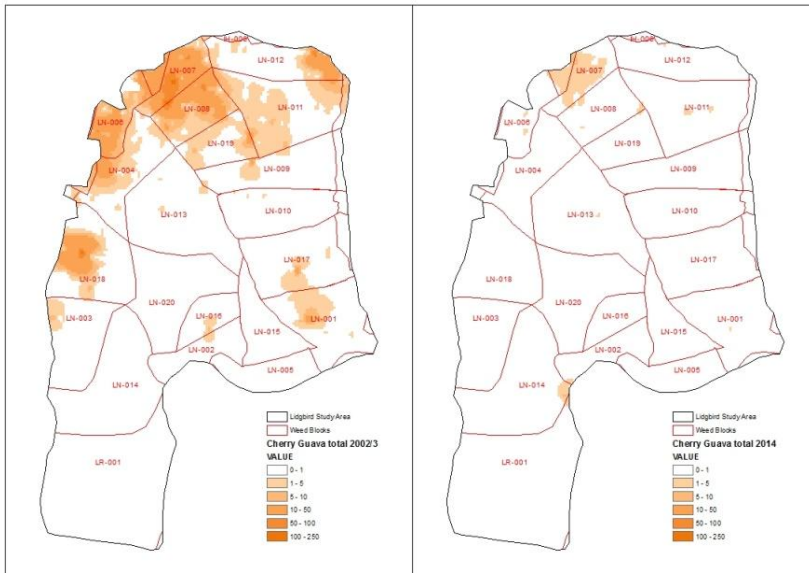 LN-012
LN-007
LN-008
LN-011
LN-006
LN-019
LN-004
LN-009
LN-010
LN-013
LN-017
LN-018
LN-020
LN-003
LN-016
LN-001
LN-015
LN-002
LN-005
LN-014
LR-001
Lidgbird Study Area
Weed Blocks
Cherry Guava total 2002/3
VALUE
0 - 1
1 - 5
5 - 10
10 - 50
50 - 100
100 - 250
LN-012
LN-007
LN-008
LN-011
LN-006
LN-019
LN-004
LN-009
LN-010
LN-013
LN-017
LN-018
LN-020
LN-003
LN-016
LN-001
LN-015
LN-002
LN-005
LN-014
LR-001
Lidgbird Study Area
Weed Blocks
Cherry Guava total 2014
VALUE
0 - 1
1 - 5
5 - 10
10 - 50
50 - 100
100 - 250